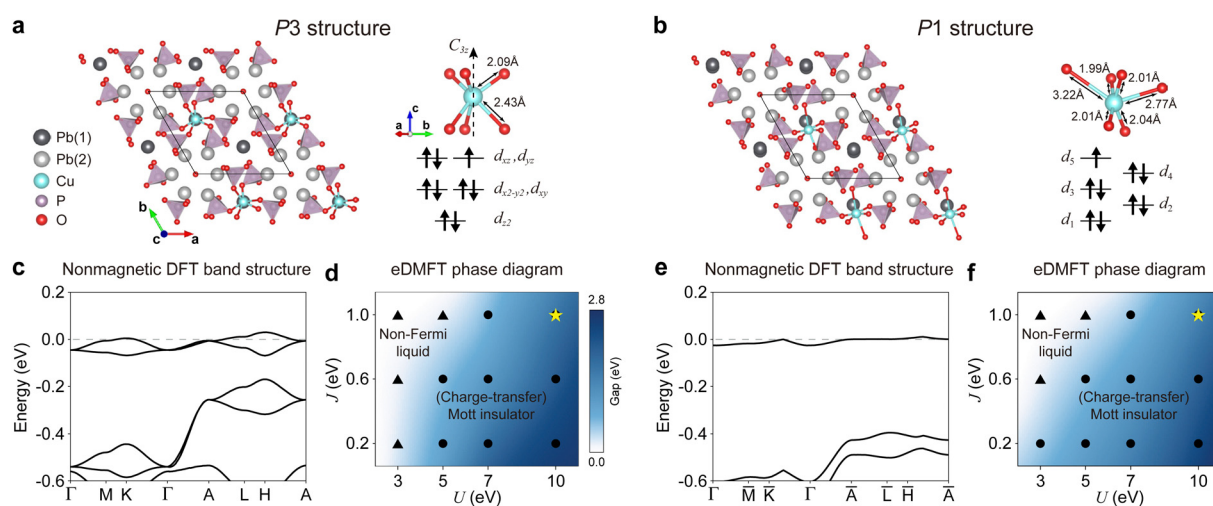 a
P3 structure
C3z
2.09Å
2.43Å
c
a
b
Pb(1)
Pb(2)
Cu
P
O
b
c
a
dxz,dyz
dx2-y2,dxy
dz2
b
P1 structure
1.99Å
2.01Å
3.22Å
2.77Å
2.01Å
2.04Å
d5
d4
d3
d2
d1
c
Nonmagnetic DFT band structure
Energy (eV)
0.2
0.0
-0.2
-0.4
-0.6
Γ M K Γ A L H A
d
eDMFT phase diagram
J (eV)
1.0
0.6
0.2
Non-Fermi
liquid
(Charge-transfer)
Mott insulator
3 5 7 10
U (eV)
2.8
Gap (eV)
0.0
e
Nonmagnetic DFT band structure
Energy (eV)
0.2
0.0
-0.2
-0.4
-0.6
Γ M̅ K̅ Γ A̅ L̅ H̅ A̅
f
eDMFT phase diagram
J (eV)
1.0
0.6
0.2
Non-Fermi
liquid
(Charge-transfer)
Mott insulator
3 5 7 10
U (eV)